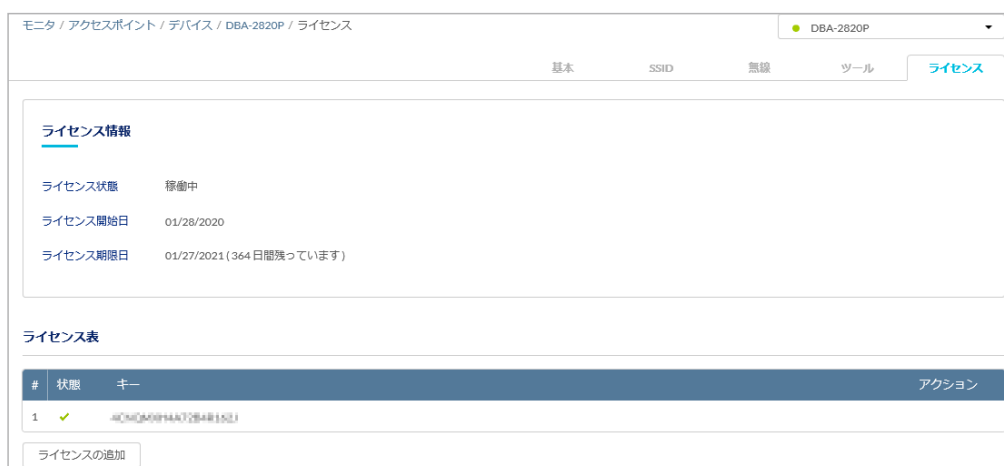 モニタ / アクセスポイント / デバイス / DBA-2820P / ライセンス
DBA-2820P
基本 SSID 無線 ツール ライセンス
ライセンス情報
ライセンス状態 稼働中
ライセンス開始日 01/28/2020
ライセンス期限日 01/27/2021 ( 364 日間残っています )
ライセンス表
# 状態 キー アクション
1
ライセンスの追加